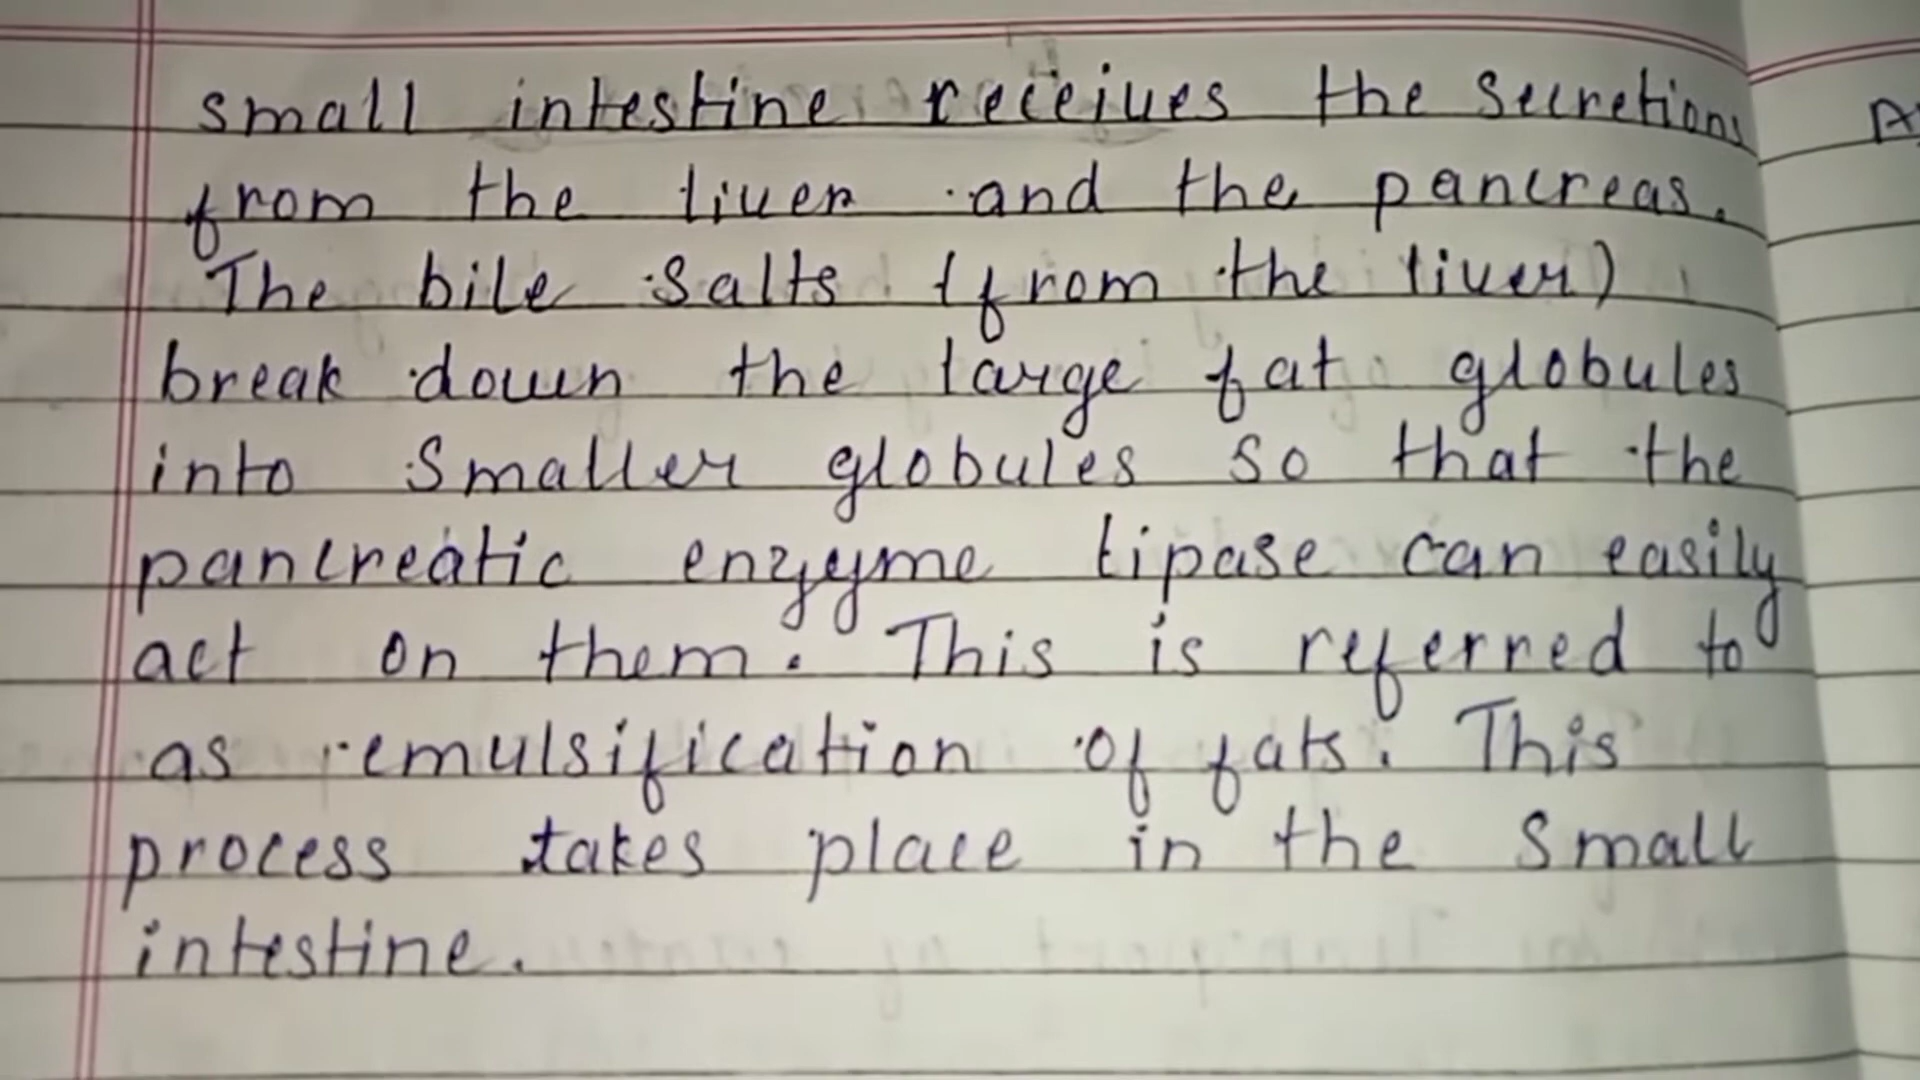 small intestine receives the secretions
from the liver and the pancreas.
The bile salts (from the liver)
break down the large fat globules
into smaller globules so that the
pancreatic enzyme lipase can easily
act on them. This is referred to
as emulsification of fats. This
process takes place in the small
intestine.